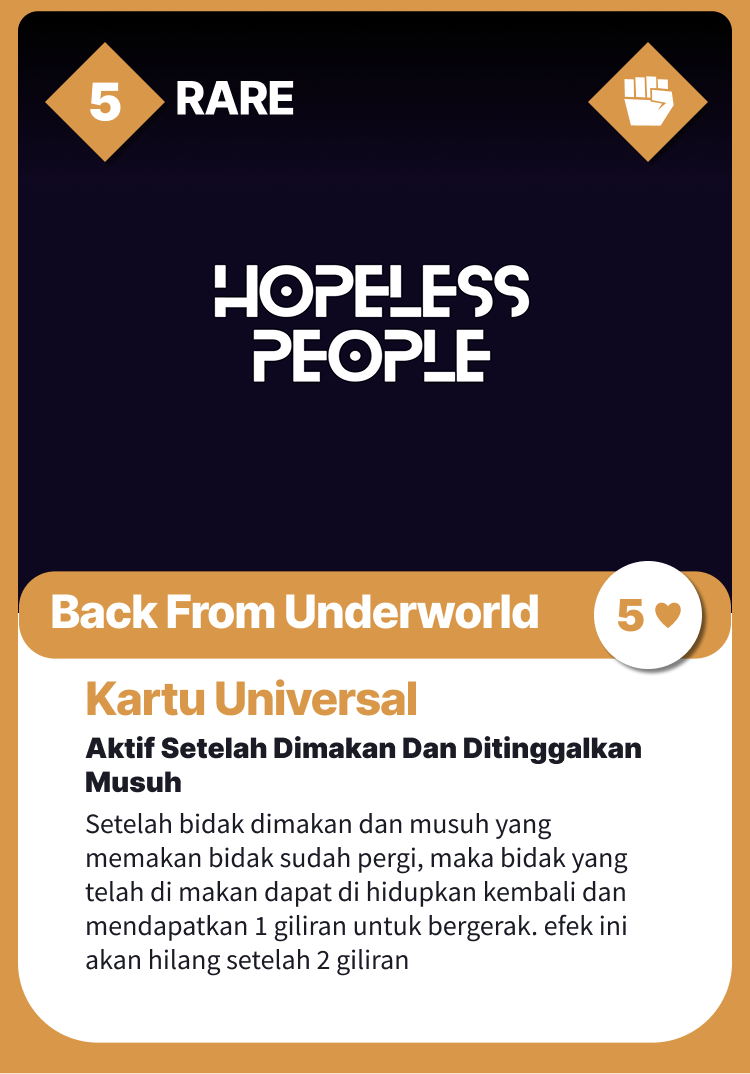 5 RARE
HOPELESS
PEOPLE
Back From Underworld 5
Kartu Universal
Aktif Setelah Dimakan Dan Ditinggalkan
Musuh
Setelah bidak dimakan dan musuh yang
memakan bidak sudah pergi, maka bidak yang
telah di makan dapat di hidupkan kembali dan
mendapatkan 1 giliran untuk bergerak. efek ini
akan hilang setelah 2 giliran